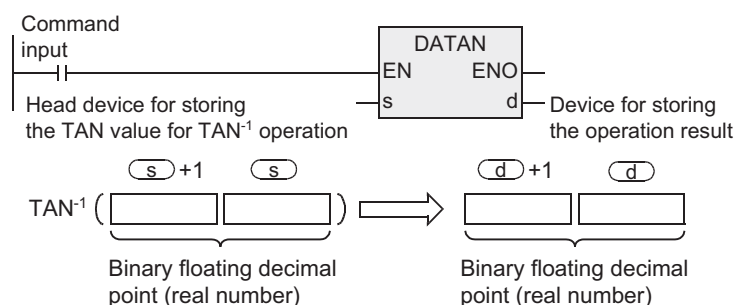 Command
input
DATAN
EN ENO
s d
Head device for storing
the TAN value for TAN-1 operation
Device for storing
the operation result
s +1 s d +1 d
TAN-1 ( )
Binary floating decimal
point (real number)
Binary floating decimal
point (real number)